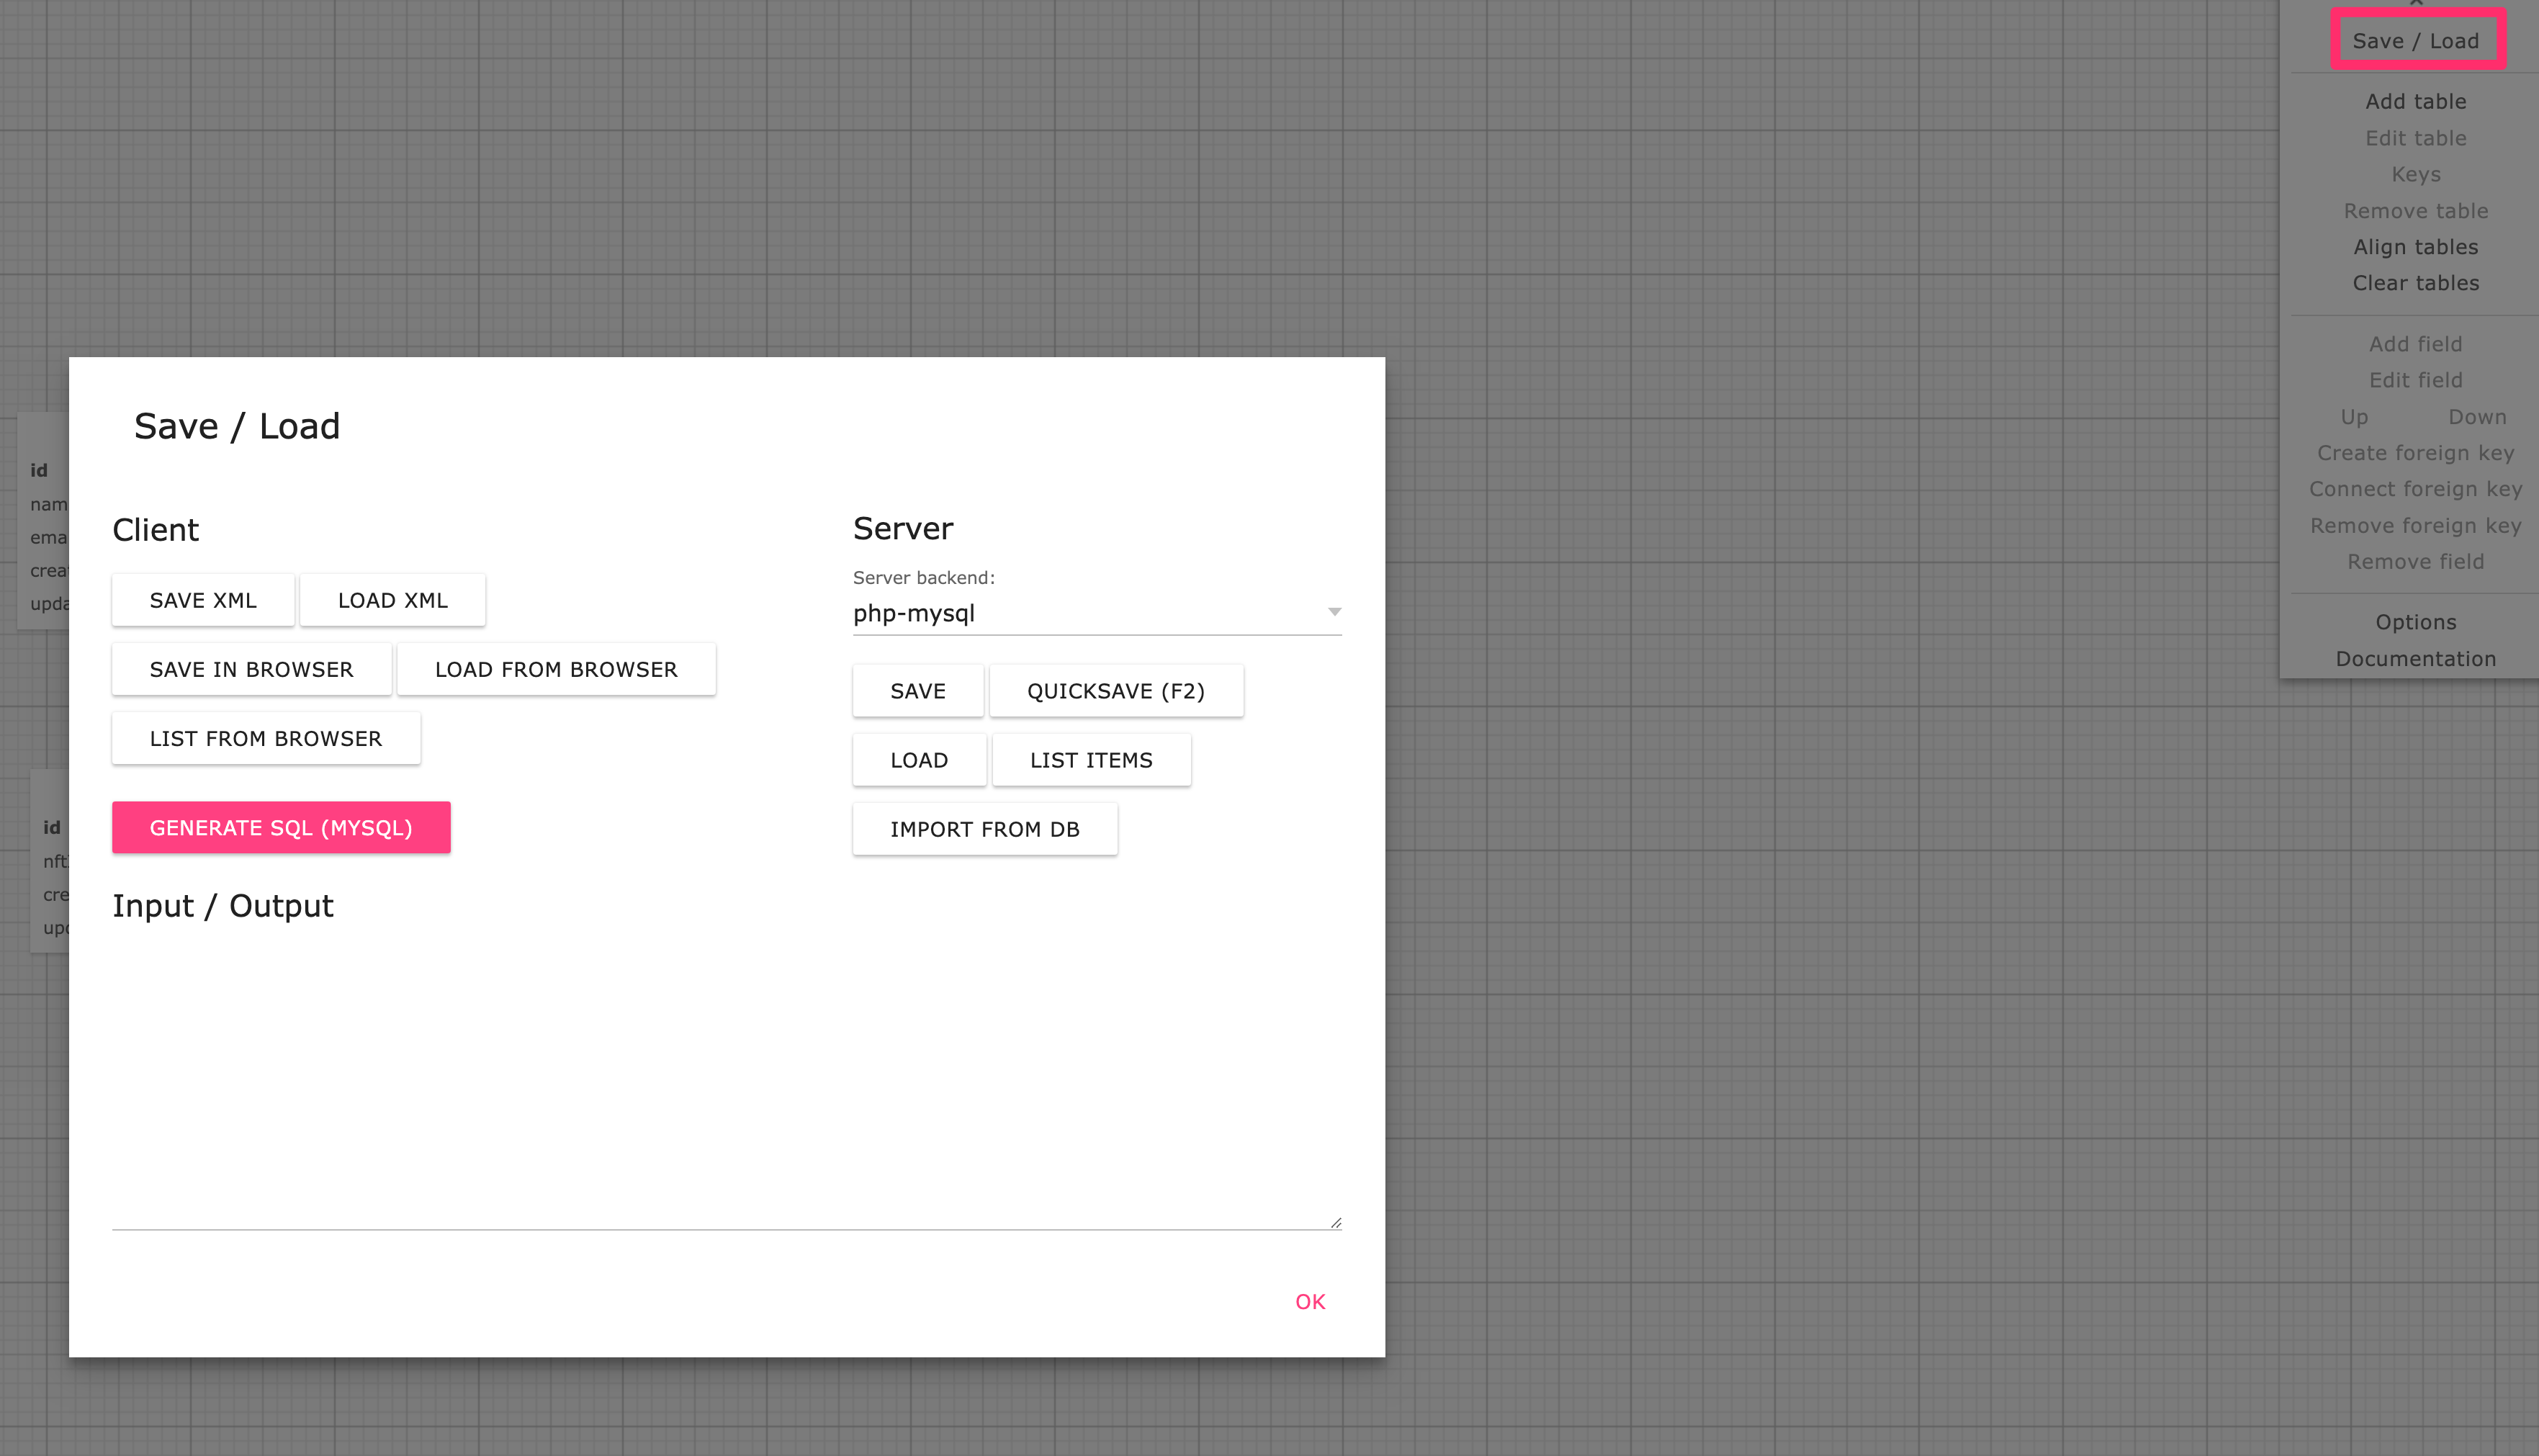 Save / Load
Add table
Edit table
Keys
Remove table
Align tables
Clear tables
Add field
Edit field
Up Down
Create foreign key
Connect foreign key
Remove foreign key
Remove field
Options
Documentation
id
nam
ema
crea
upda
id
nft
cre
upd
Save / Load
Client
SAVE XML LOAD XML
SAVE IN BROWSER LOAD FROM BROWSER
LIST FROM BROWSER
GENERATE SQL (MYSQL)
Server
Server backend:
php-mysql
SAVE QUICKSAVE (F2)
LOAD LIST ITEMS
IMPORT FROM DB
Input / Output
OK